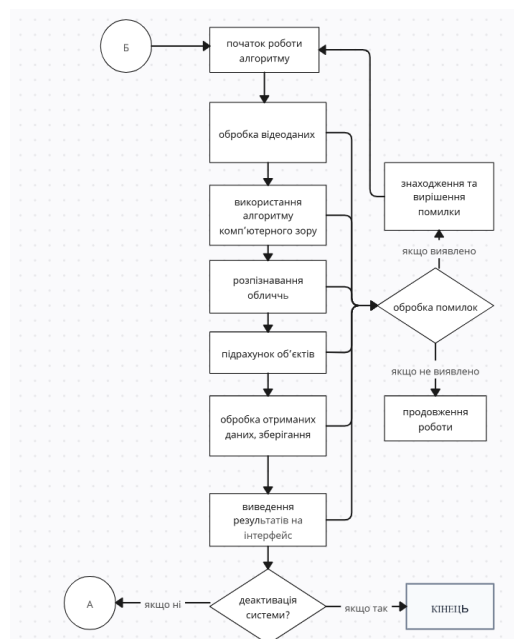 Б
початок роботи
алгоритму
обробка відеоданих
використання
алгоритму
комп'ютерного зору
розпізнавання
обличчь
підрахунок об'єктів
обробка отриманих
даних, зберігання
виведення
результатів на
інтерфейс
знаходження та
вирішення
помилки
якщо виявлено
обробка помилок
якщо не виявлено
продовження
роботи
А
якщо ні
деактивація
системи?
якщо так
КІНЕЦЬ